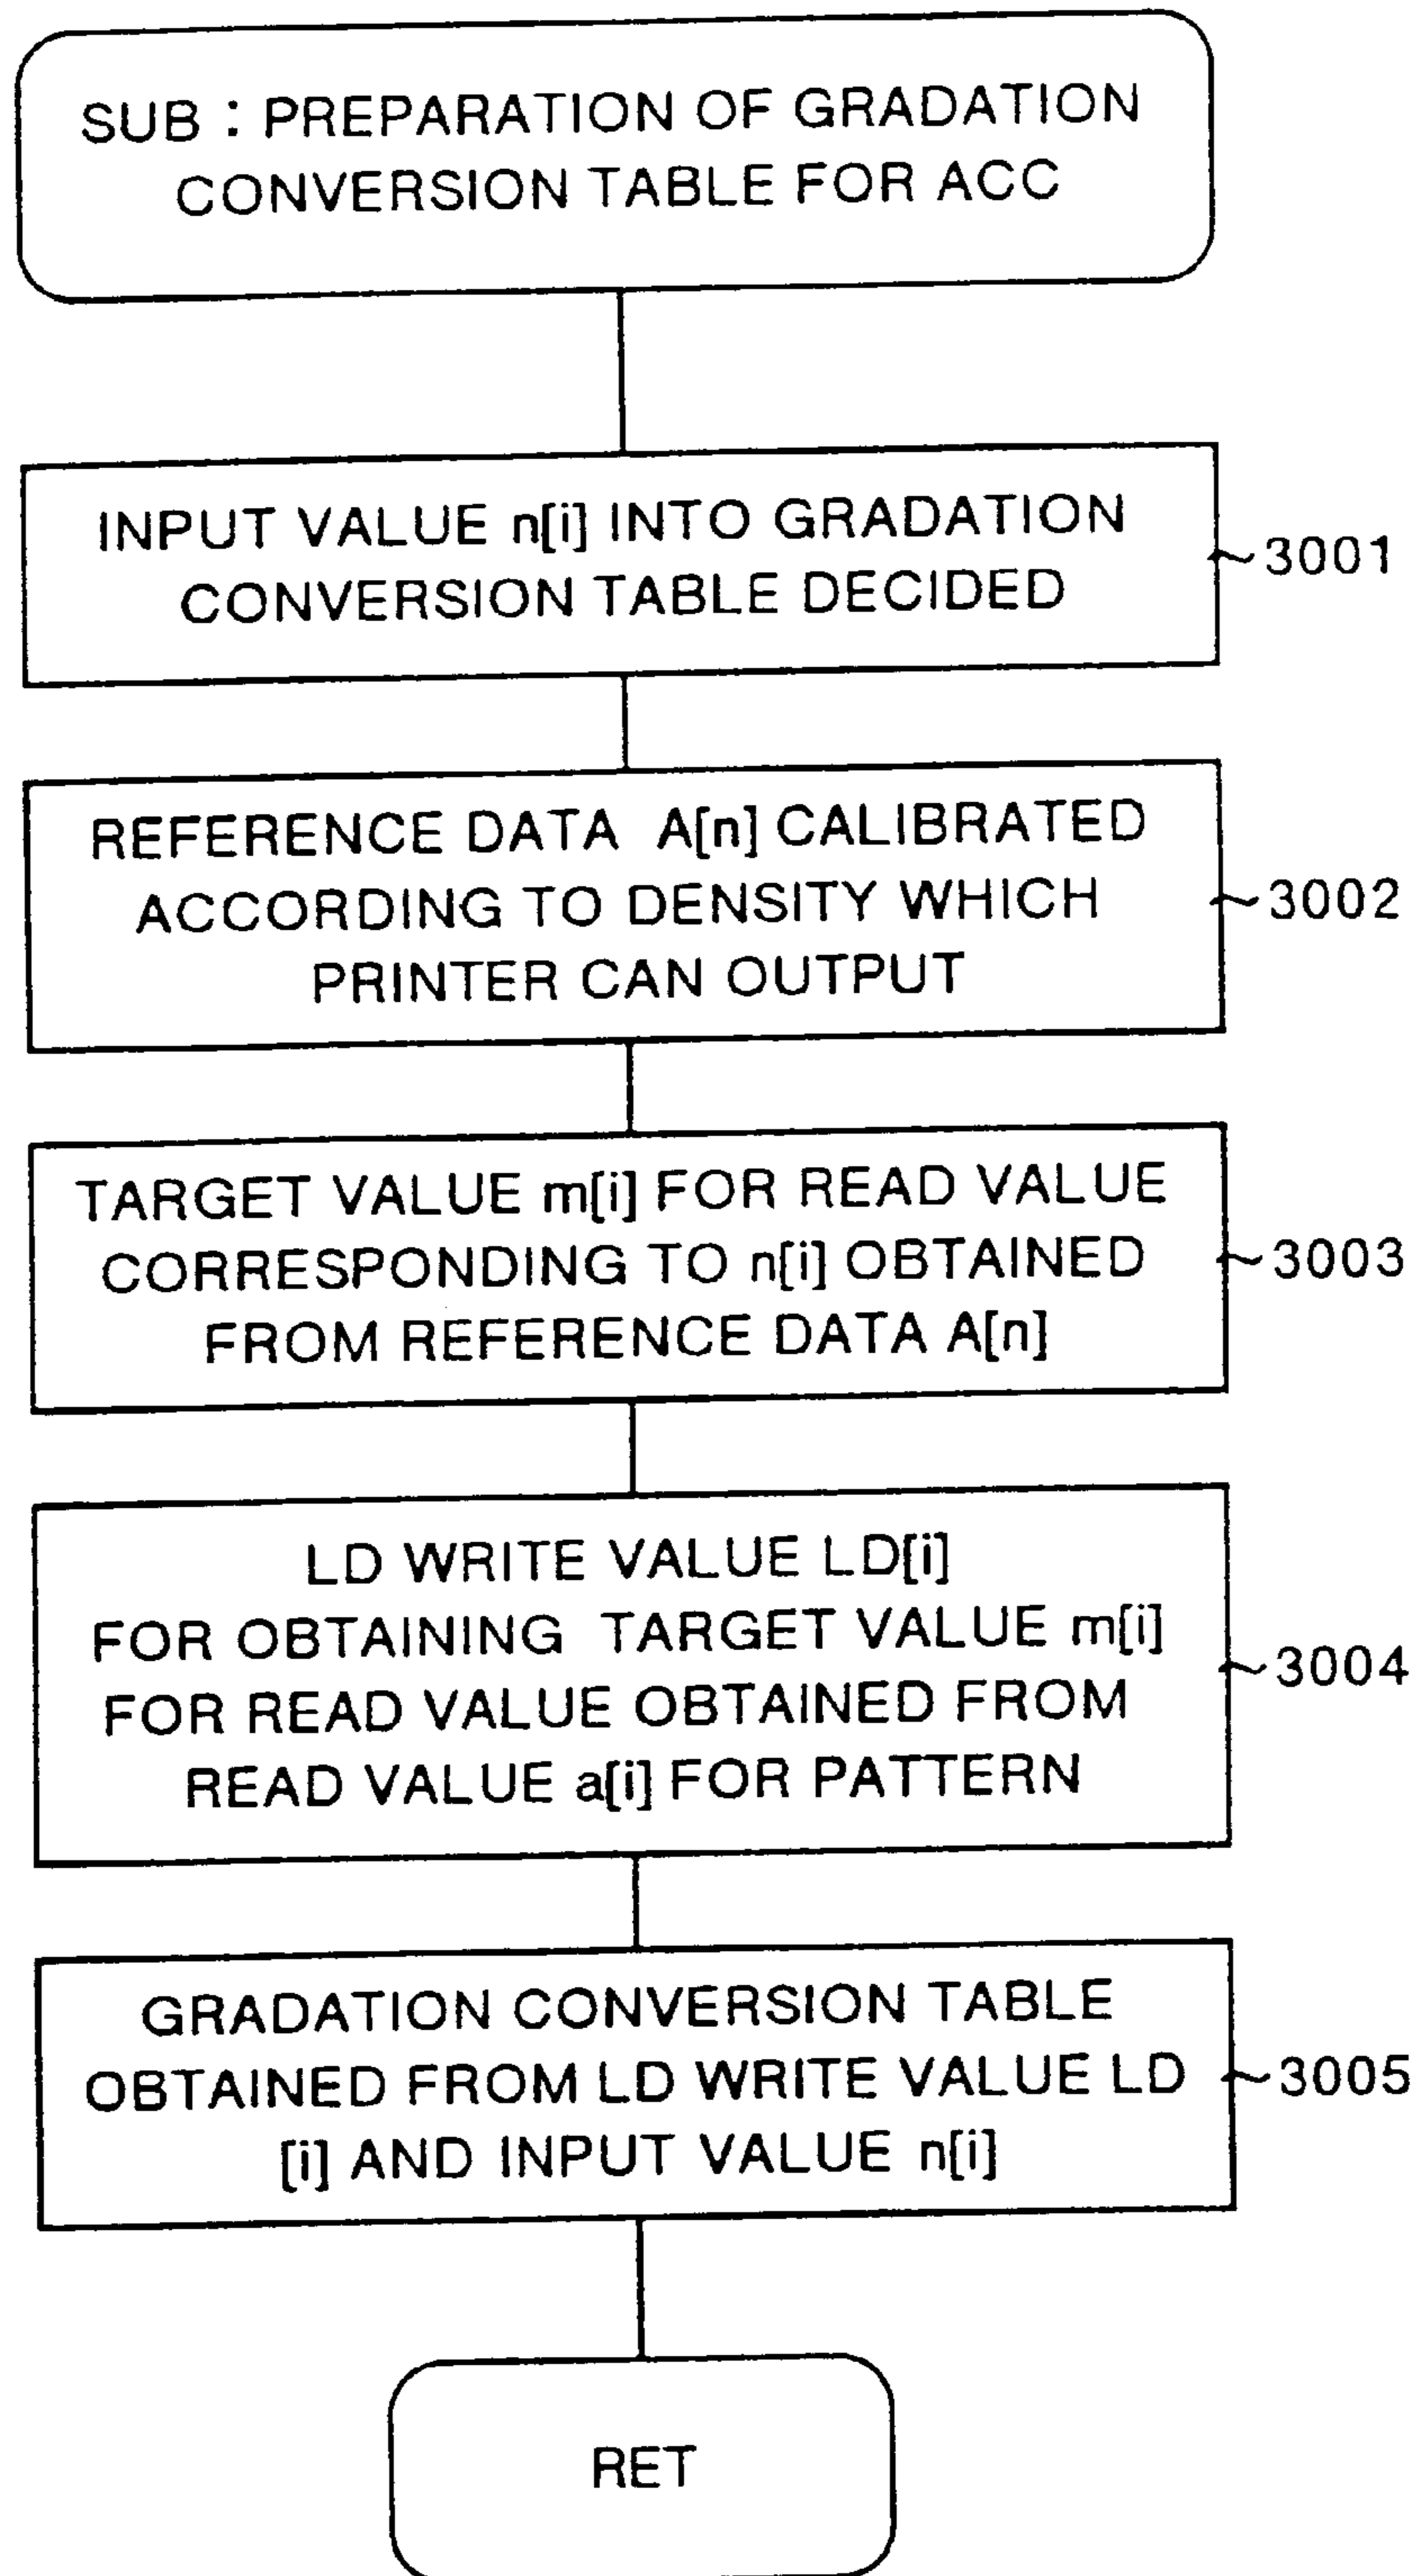 SUB : PREPARATION OF GRADATION
CONVERSION TABLE FOR ACC
INPUT VALUE n[i] INTO GRADATION
CONVERSION TABLE DECIDED
3001
REFERENCE DATA A[n] CALIBRATED
ACCORDING TO DENSITY WHICH
PRINTER CAN OUTPUT
3002
TARGET VALUE m[i] FOR READ VALUE
CORRESPONDING TO n[i] OBTAINED
FROM REFERENCE DATA A[n]
3003
LD WRITE VALUE LD[i]
FOR OBTAINING TARGET VALUE m[i]
FOR READ VALUE OBTAINED FROM
READ VALUE a[i] FOR PATTERN
3004
GRADATION CONVERSION TABLE
OBTAINED FROM LD WRITE VALUE LD
[i] AND INPUT VALUE n[i]
3005
RET